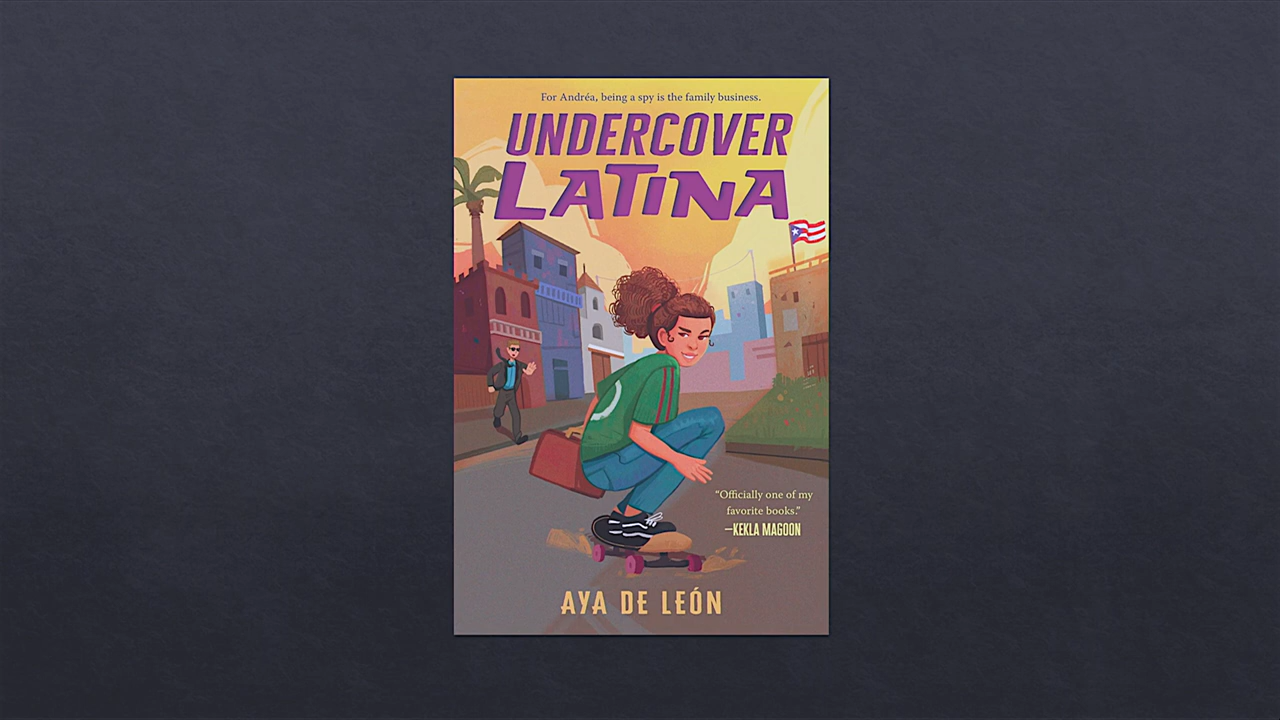 For Andréa, being a spy is the family business.
UNDERCOVER
LATINA
“Officially one of my
favorite books.”
—KEKLA MAGOON
AYA DE LEÓN